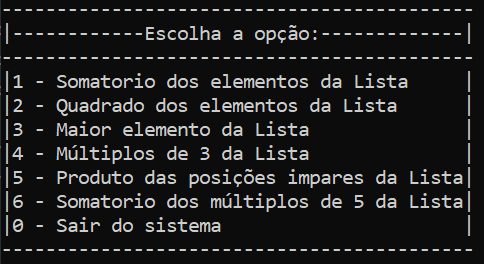 -------------------------------------------
|------------Escolha a opção:-------------|
-------------------------------------------
|1 - Somatorio dos elementos da Lista     |
|2 - Quadrado dos elementos da Lista      |
|3 - Maior elemento da Lista              |
|4 - Múltiplos de 3 da Lista              |
|5 - Produto das posições impares da Lista|
|6 - Somatorio dos múltiplos de 5 da Lista|
|0 - Sair do sistema                      |
-------------------------------------------